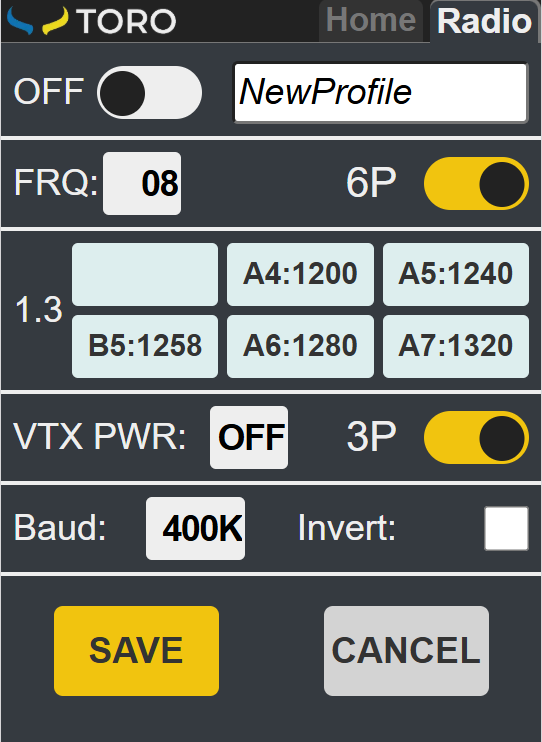 TORO Home Radio
OFF NewProfile
FRQ: 08 6P
A4:1200 A5:1240
1.3
B5:1258 A6:1280 A7:1320
VTX PWR: OFF 3P
Baud: 400K Invert:
SAVE CANCEL